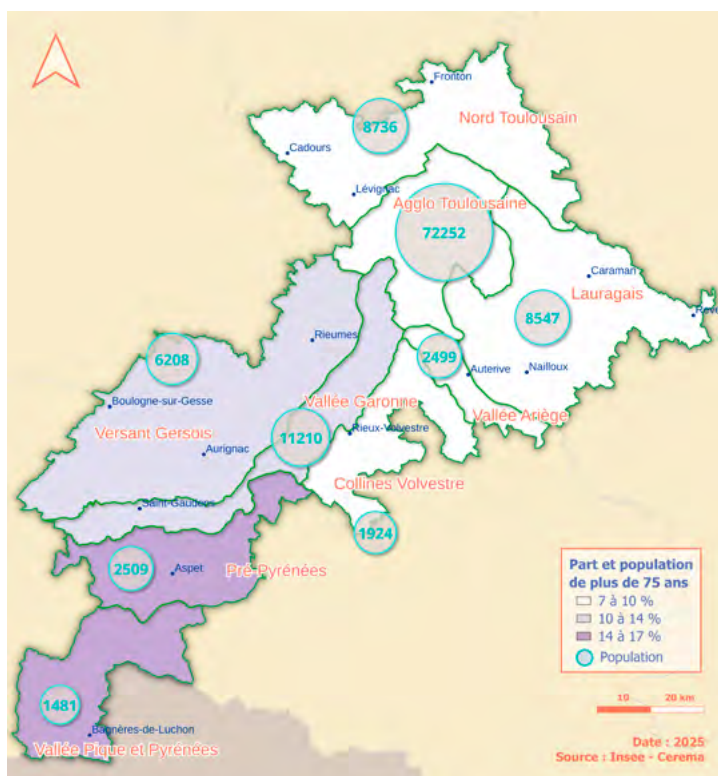 Fronton
Nord Toulousain
8736
Cadours
Lévignac
Agglo Toulousaine
72252
Caraman
Lauragais
8547
Rieumes
6208
2499
Auterive
Nailloux
Boulogne-sur-Gesse
Vallée Garonne
Vallée Ariège
Versant Gersois
11210
Rieux-Volvestre
Aurignac
Collines Volvestre
Saint-Gaudens
1924
2509
Aspet
Pré-Pyrénées
Part et population
de plus de 75 ans
7 à 10 %
10 à 14 %
14 à 17 %
Population
1481
10 20 km
Bagnères-de-Luchon
Vallée Pique et Pyrénées
Date : 2025
Source : Insee - Cerema